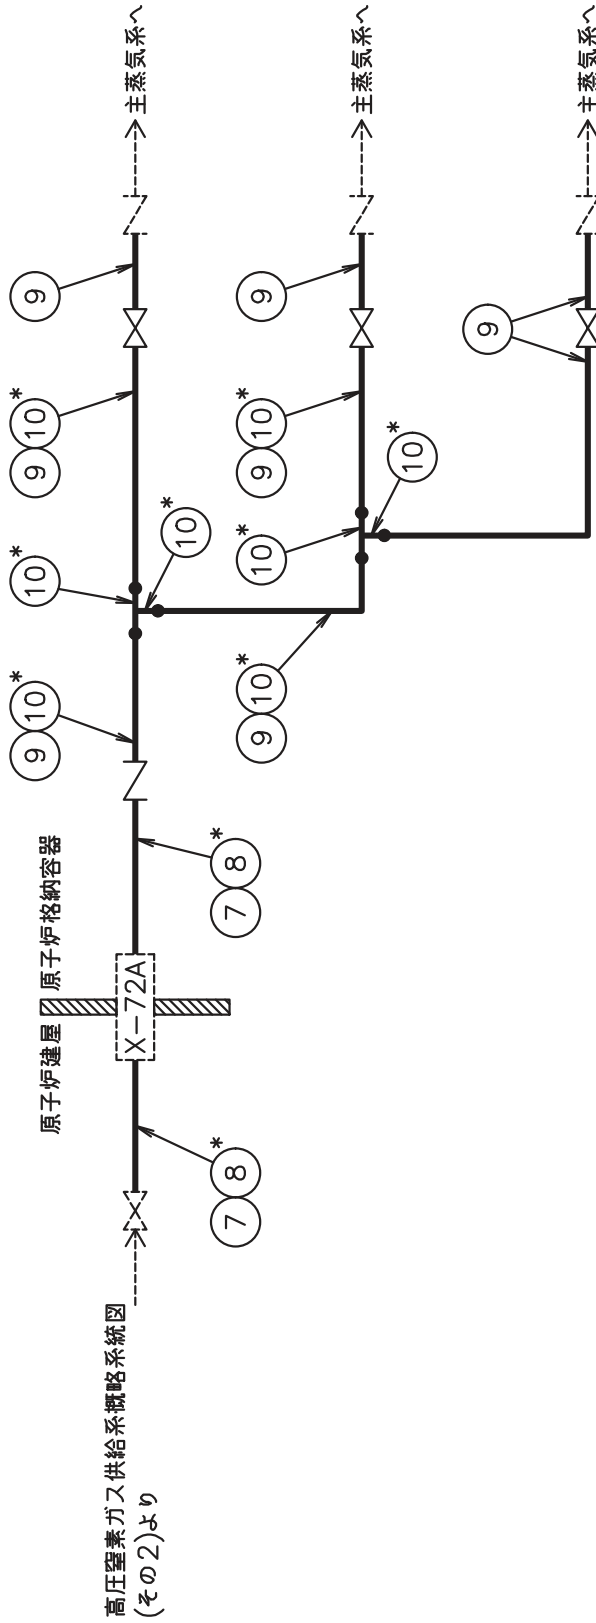 高圧窒素ガス供給系概略系統図
(その2)より
原子炉建屋
原子炉格納容器
X-72A
7 8*
7 8*
9 10*
10*
10*
9 10*
9
主蒸気系へ
9 10*
10*
10*
9 10*
9
主蒸気系へ
9
主蒸気系へ